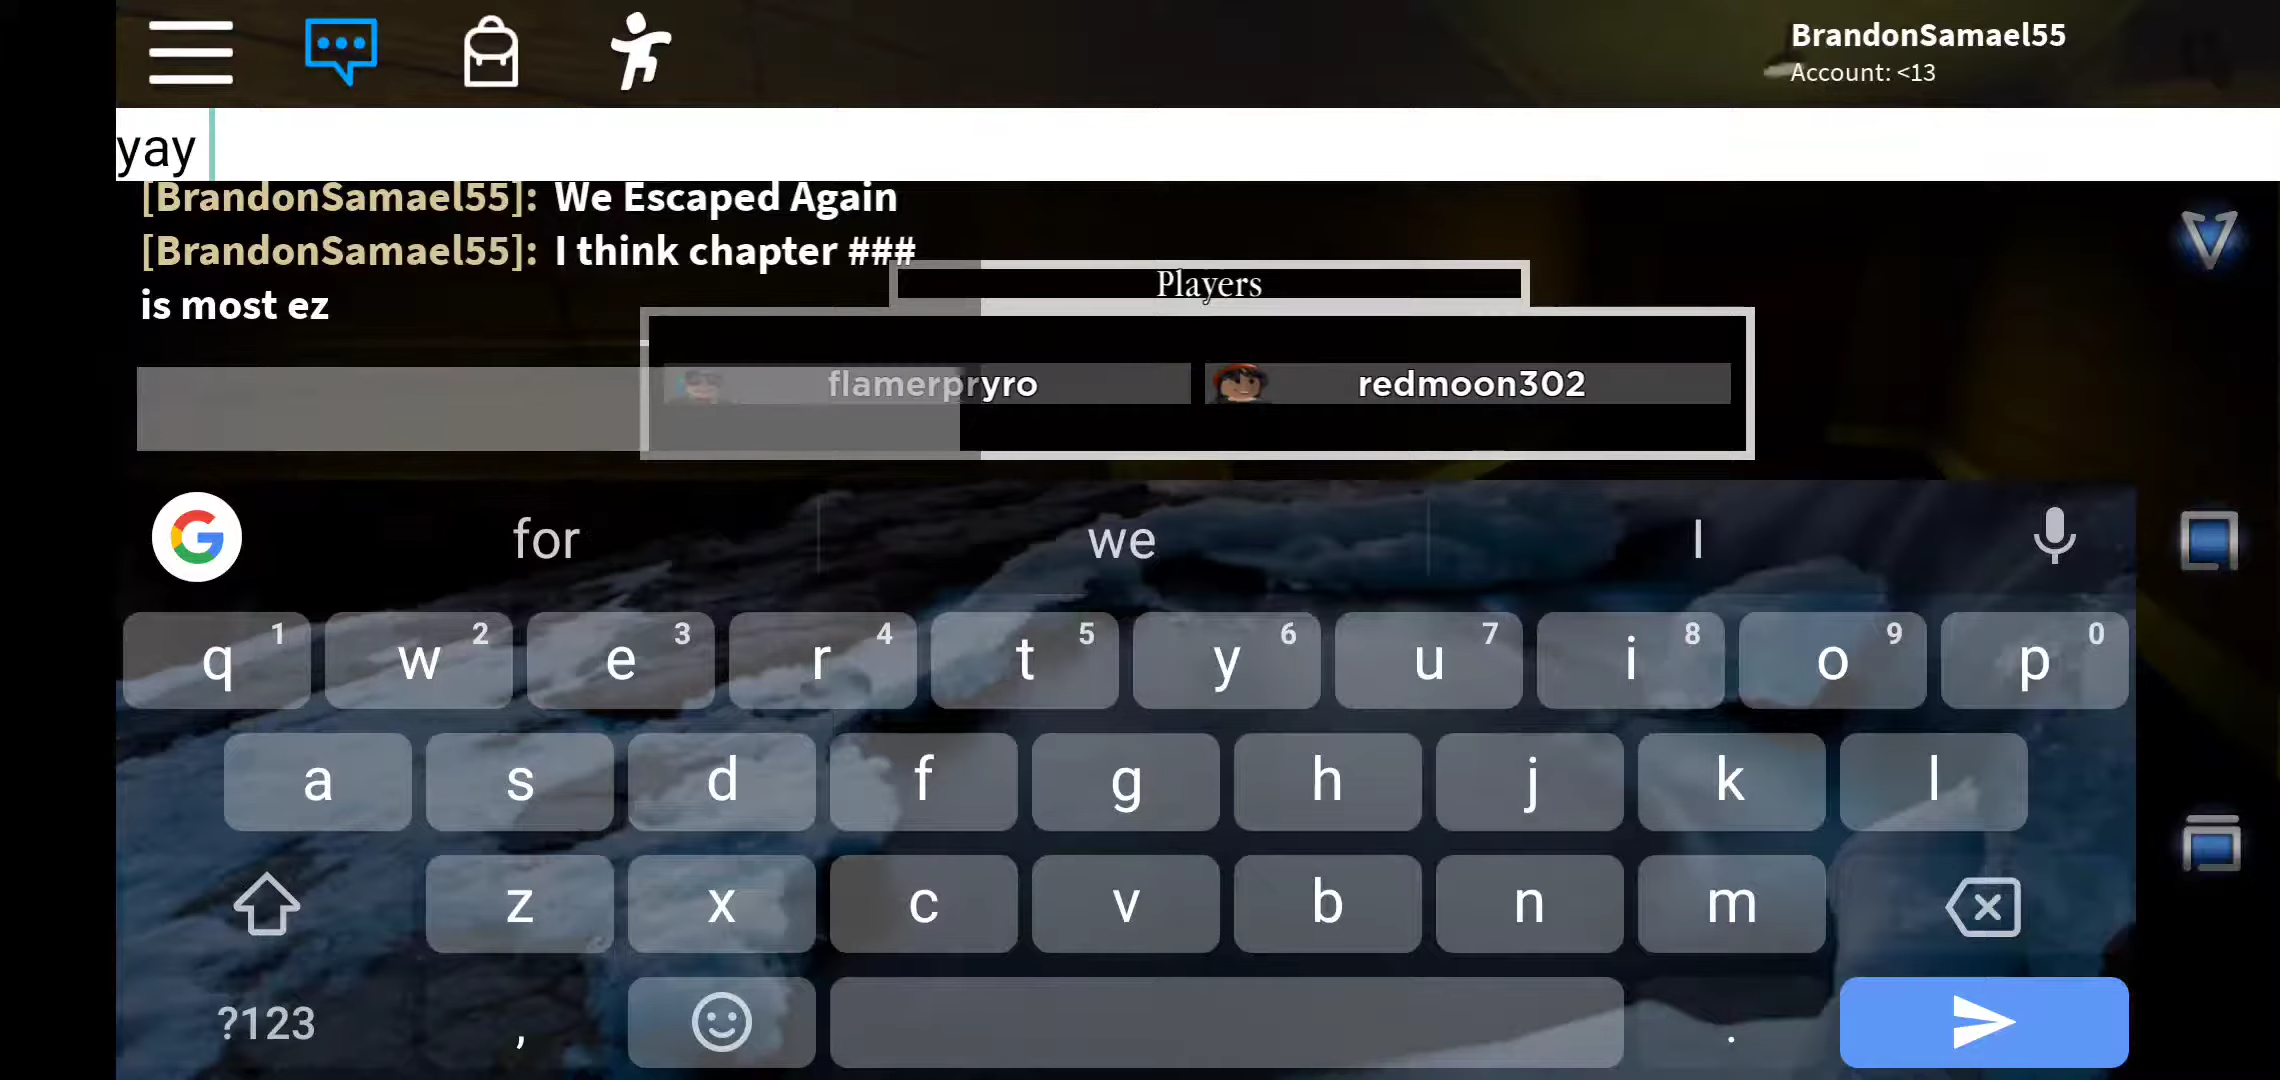 BrandonSamael55
Account: <13
yay
[BrandonSamael55]: We Escaped Again
[BrandonSamael55]: I think chapter ###
is most ez
Players
flamerpryro redmoon302
G for we I
q 1 w 2 e 3 r 4 t 5 y 6 u 7 i 8 o 9 p 0
a s d f g h j k l
z x c v b n m
?123 , .